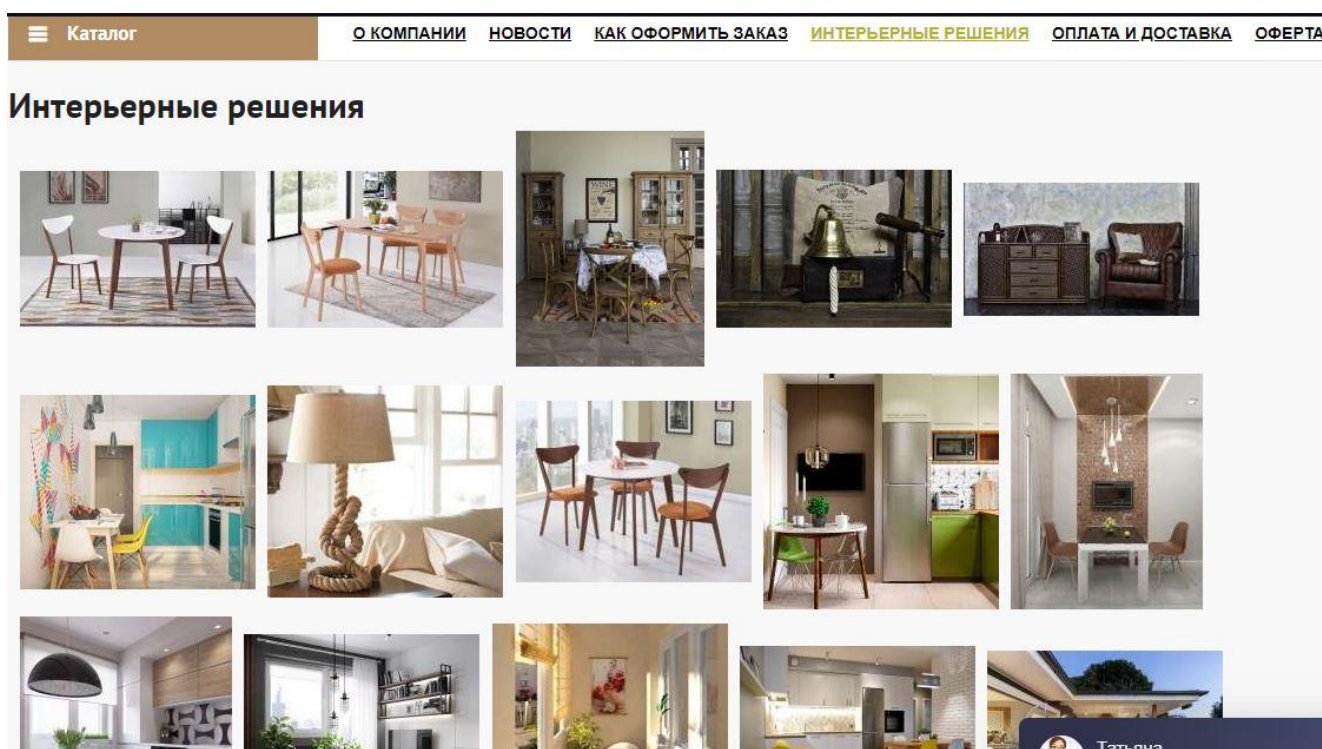 Каталог
О КОМПАНИИ НОВОСТИ КАК ОФОРМИТЬ ЗАКАЗ ИНТЕРЬЕРНЫЕ РЕШЕНИЯ ОПЛАТА И ДОСТАВКА ОФЕРТА
Интерьерные решения
WINE
Татьяна